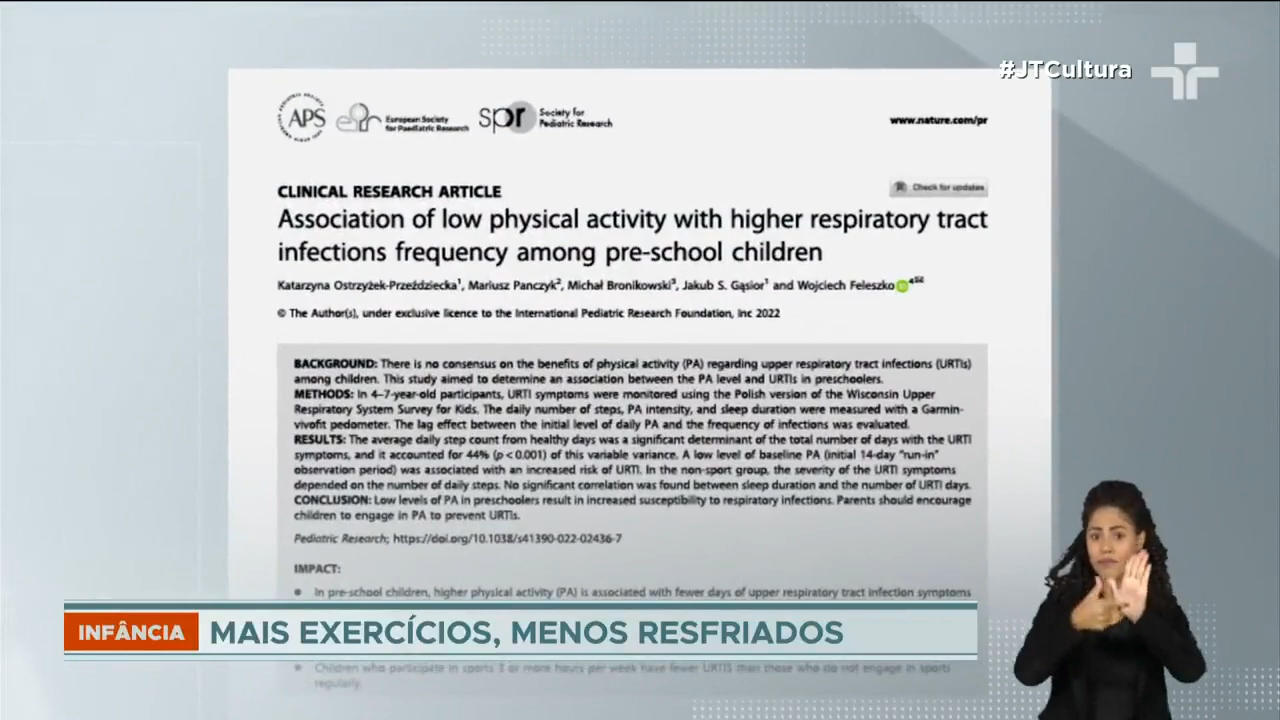 #JTCultura
APS
European Society
for Paediatric Research
spr
Society for
Pediatric Research
www.nature.com/pr
Check for updates
CLINICAL RESEARCH ARTICLE
Association of low physical activity with higher respiratory tract
infections frequency among pre-school children
Katarzyna Ostrzyżek-Przeździecka¹, Mariusz Panczyk², Michał Bronikowski³, Jakub S. Gąsior¹ and Wojciech Feleszko
© The Author(s), under exclusive licence to the International Pediatric Research Foundation, Inc 2022
BACKGROUND: There is no consensus on the benefits of physical activity (PA) regarding upper respiratory tract infections (URTIs)
among children. This study aimed to determine an association between the PA level and URTIs in preschoolers.
METHODS: In 4–7-year-old participants, URTI symptoms were monitored using the Polish version of the Wisconsin Upper
Respiratory System Survey for Kids. The daily number of steps, PA intensity, and sleep duration were measured with a Garmin-
vivofit pedometer. The lag effect between the initial level of daily PA and the frequency of infections was evaluated.
RESULTS: The average daily step count from healthy days was a significant determinant of the total number of days with the URTI
symptoms, and it accounted for 44% (p < 0.001) of this variable variance. A low level of baseline PA (initial 14-day "run-in"
observation period) was associated with an increased risk of URTI. In the non-sport group, the severity of the URTI symptoms
depended on the number of daily steps. No significant correlation was found between sleep duration and the number of URTI days.
CONCLUSION: Low levels of PA in preschoolers result in increased susceptibility to respiratory infections. Parents should encourage
children to engage in PA to prevent URTIs.
Pediatric Research; https://doi.org/10.1038/s41390-022-02436-7
IMPACT:
● In pre-school children, higher physical activity (PA) is associated with fewer days of upper respiratory tract infection symptoms
INFÂNCIA MAIS EXERCÍCIOS, MENOS RESFRIADOS
● Children who participate in sports 3 or more hours per week have fewer URTIs than those who do not engage in sports
regularly.